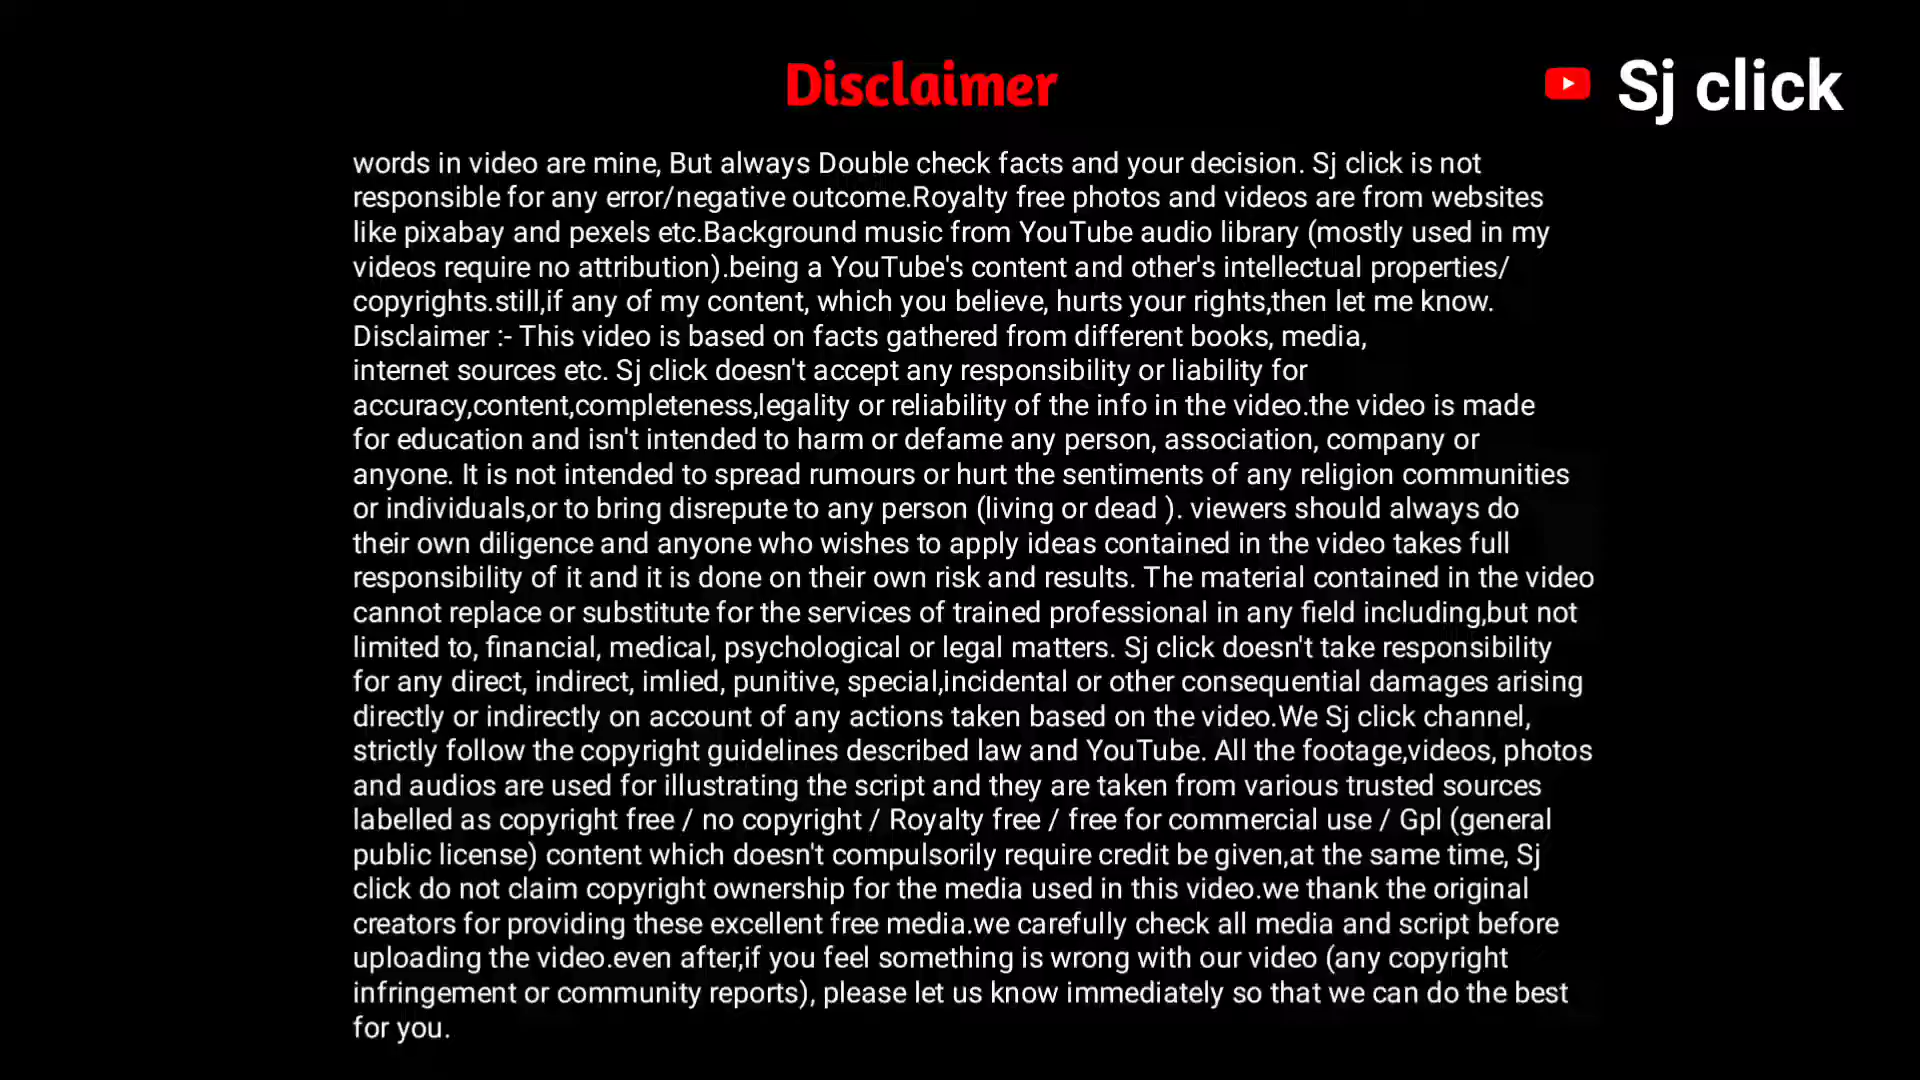 Disclaimer
Sj click
words in video are mine, But always Double check facts and your decision. Sj click is not
responsible for any error/negative outcome.Royalty free photos and videos are from websites
like pixabay and pexels etc.Background music from YouTube audio library (mostly used in my
videos require no attribution).being a YouTube's content and other's intellectual properties/
copyrights.still,if any of my content, which you believe, hurts your rights,then let me know.
Disclaimer :- This video is based on facts gathered from different books, media,
internet sources etc. Sj click doesn't accept any responsibility or liability for
accuracy,content,completeness,legality or reliability of the info in the video.the video is made
for education and isn't intended to harm or defame any person, association, company or
anyone. It is not intended to spread rumours or hurt the sentiments of any religion communities
or individuals,or to bring disrepute to any person (living or dead ). viewers should always do
their own diligence and anyone who wishes to apply ideas contained in the video takes full
responsibility of it and it is done on their own risk and results. The material contained in the video
cannot replace or substitute for the services of trained professional in any field including,but not
limited to, financial, medical, psychological or legal matters. Sj click doesn't take responsibility
for any direct, indirect, imlied, punitive, special,incidental or other consequential damages arising
directly or indirectly on account of any actions taken based on the video.We Sj click channel,
strictly follow the copyright guidelines described law and YouTube. All the footage,videos, photos
and audios are used for illustrating the script and they are taken from various trusted sources
labelled as copyright free / no copyright / Royalty free / free for commercial use / Gpl (general
public license) content which doesn't compulsorily require credit be given,at the same time, Sj
click do not claim copyright ownership for the media used in this video.we thank the original
creators for providing these excellent free media.we carefully check all media and script before
uploading the video.even after,if you feel something is wrong with our video (any copyright
infringement or community reports), please let us know immediately so that we can do the best
for you.